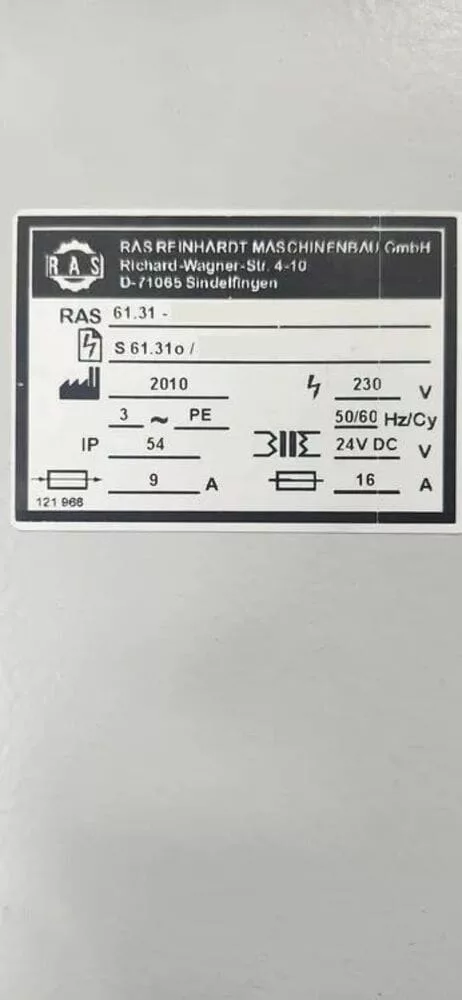 RAS
RAS REINHARDT MASCHINENBAU GmbH
Richard-Wagner-Str. 4-10
D-71065 Sindelfingen
RAS 61.31 -
S 61.31o /
2010 230 V
3 ~ PE 50/60 Hz/Cy
IP 54 24V DC V
9 A 16 A
121 966